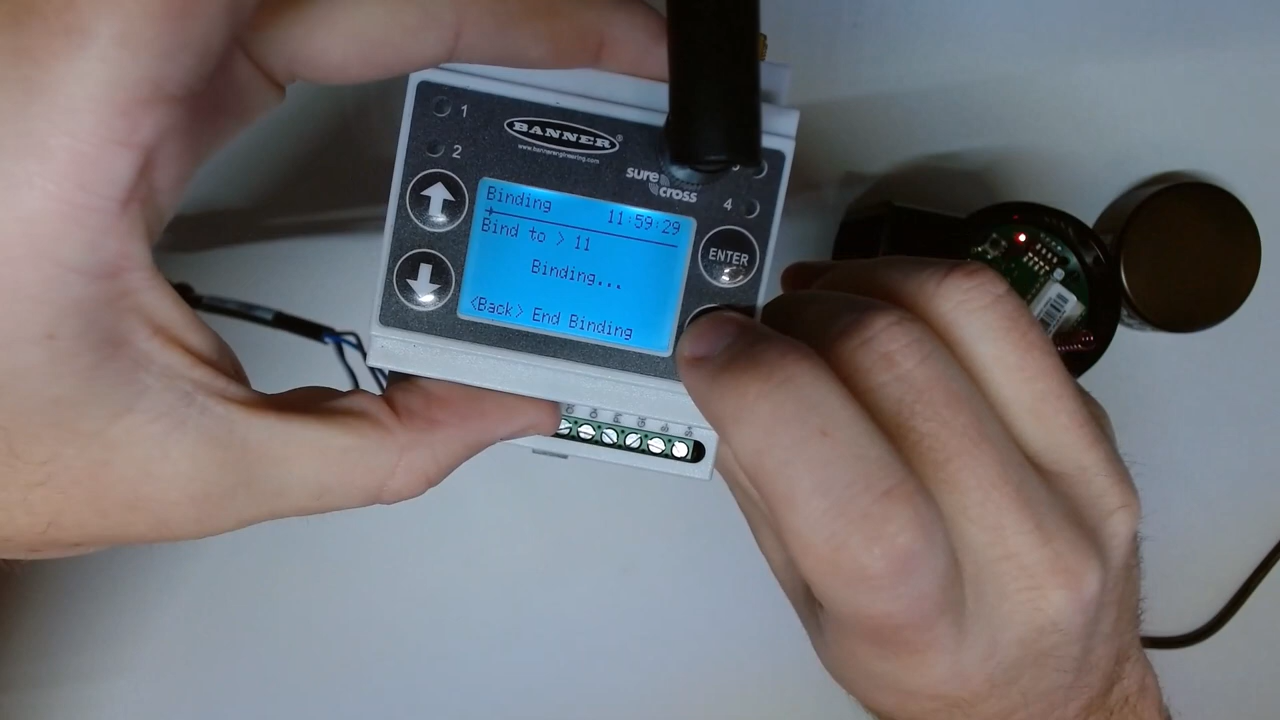 1
2
BANNER®
www.bannerengineering.com
sure
cross
4
ENTER
Binding 11:59:29
Bind to > 11
Binding...
<Back> End Binding